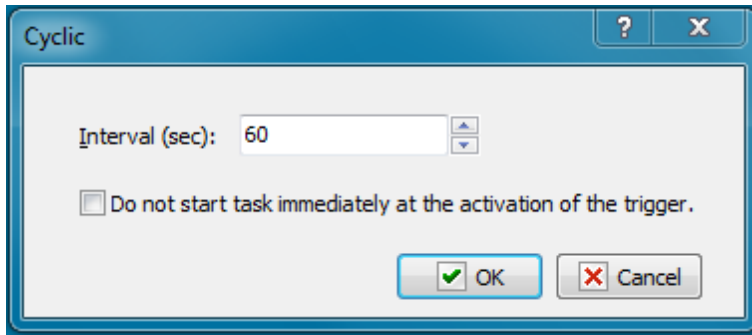 Cyclic
Interval (sec): 60
Do not start task immediately at the activation of the trigger.
OK Cancel